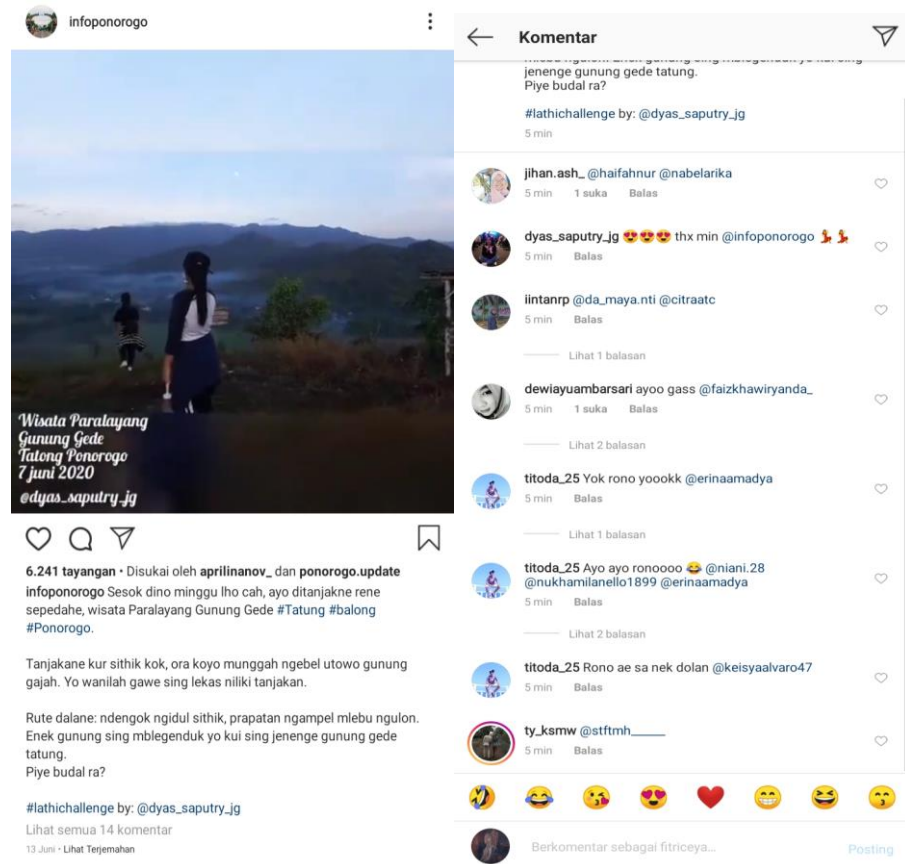 infoponorogo
Wisata Paralayang
Gunung Gede
Tatong Ponorogo
7 juni 2020
@dyas_saputry_jg
6.241 tayangan • Disukai oleh aprilinanov_ dan ponorogo.update
infoponorogo Sesok dino minggu lho cah, ayo ditanjakne rene
sepedahe, wisata Paralayang Gunung Gede #Tatung #balong
#Ponorogo.
Tanjakane kur sithik kok, ora koyo munggah ngebel utowo gunung
gajah. Yo wanilah gawe sing lekas niliki tanjakan.
Rute dalane: ndengok ngidul sithik, prapatan ngampel mlebu ngulon.
Enek gunung sing mblegenduk yo kui sing jenenge gunung gede
tatung.
Piye budal ra?
#lathichallenge by: @dyas_saputry_jg
Lihat semua 14 komentar
13 Juni • Lihat Terjemahan
Komentar
jenenge gunung gede tatung.
Piye budal ra?
#lathichallenge by: @dyas_saputry_jg
5 min
jihan.ash_ @haifahnur @nabelarika
5 min 1 suka Balas
dyas_saputry_jg 😍😍😍 thx min @infoponorogo 💃💃
5 min Balas
iintanrp @da_maya.nti @citraatc
5 min Balas
Lihat 1 balasan
dewiayuambarsari ayoo gass @faizkhawiryanda_
5 min 1 suka Balas
Lihat 2 balasan
titoda_25 Yok rono yoookk @erinaamadya
5 min Balas
Lihat 1 balasan
titoda_25 Ayo ayo ronoooo 😂 @niani.28
@nukhamilanello1899 @erinaamadya
5 min Balas
Lihat 2 balasan
titoda_25 Rono ae sa nek dolan @keisyaalvaro47
5 min Balas
ty_ksmw @stftmh_____
5 min Balas
Berkomentar sebagai fitriceya... Posting